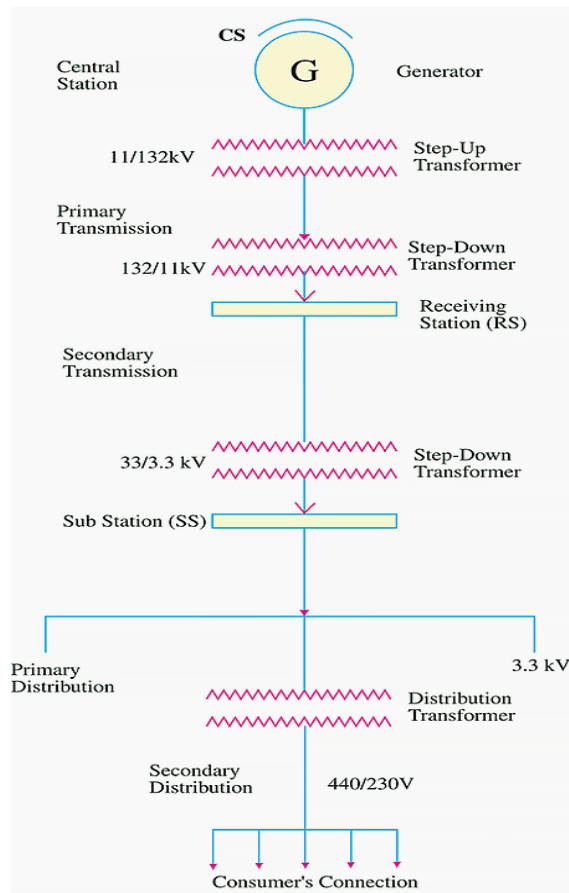 CS
G
Central
Station
Generator
11/132kV
Step-Up
Transformer
Primary
Transmission
132/11kV
Step-Down
Transformer
Receiving
Station (RS)
Secondary
Transmission
33/3.3 kV
Step-Down
Transformer
Sub Station (SS)
Primary
Distribution
3.3 kV
Distribution
Transformer
Secondary
Distribution
440/230V
Consumer's Connection